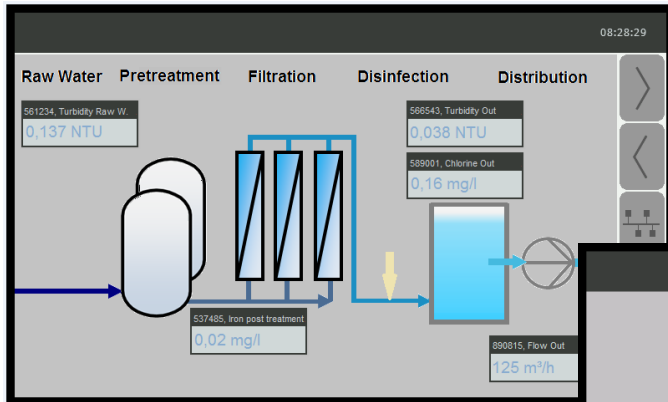 08:28:29
Raw Water Pretreatment Filtration Disinfection Distribution
561234, Turbidity Raw W.
0,137 NTU
566543, Turbidity Out
0,038 NTU
589001, Chlorine Out
0,16 mg/l
537485, Iron post treatment
0,02 mg/l
890815, Flow Out
125 m³/h